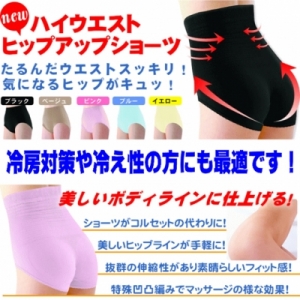 new
ハイウエスト
ヒップアップショーツ
たるんだウエストスッキリ！
気になるヒップがキュッ！
ブラック
ベージュ
ピンク
ブルー
イエロー
冷房対策や冷え性の方にも最適です！
美しいボディラインに仕上げる！
ショーツがコルセットの代わりに！
美しいヒップラインが手軽に！
抜群の伸縮性があり素晴らしいフィット感！
特殊凹凸編みでマッサージの様な効果！